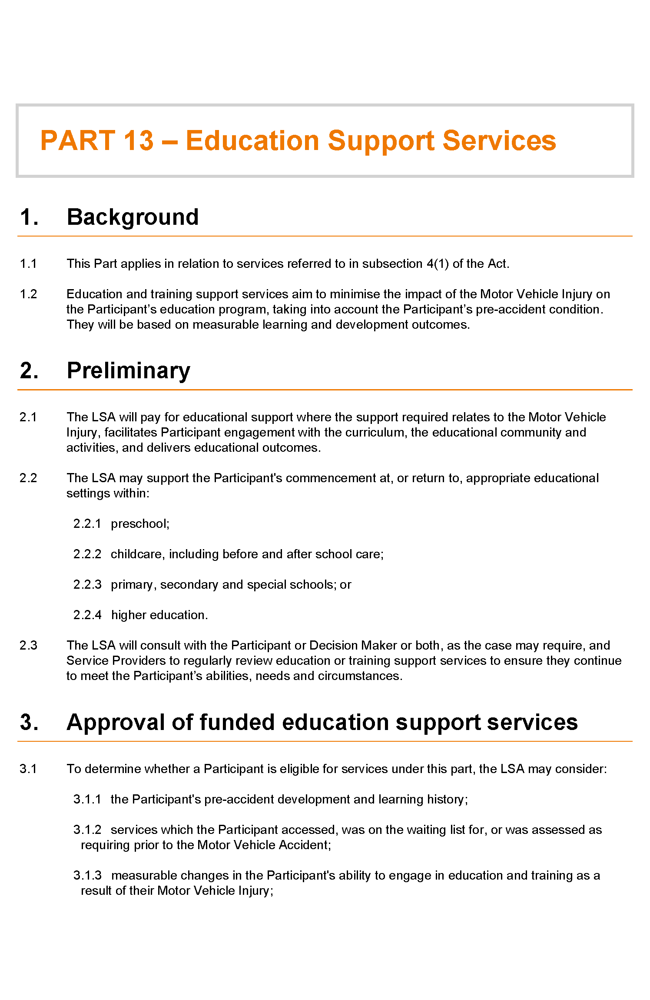 PART 13 – Education Support Services
1. Background
1.1 This Part applies in relation to services referred to in subsection 4(1) of the Act.
1.2 Education and training support services aim to minimise the impact of the Motor Vehicle Injury on
the Participant’s education program, taking into account the Participant’s pre-accident condition.
They will be based on measurable learning and development outcomes.
2. Preliminary
2.1 The LSA will pay for educational support where the support required relates to the Motor Vehicle
Injury, facilitates Participant engagement with the curriculum, the educational community and
activities, and delivers educational outcomes.
2.2 The LSA may support the Participant's commencement at, or return to, appropriate educational
settings within:
2.2.1 preschool;
2.2.2 childcare, including before and after school care;
2.2.3 primary, secondary and special schools; or
2.2.4 higher education.
2.3 The LSA will consult with the Participant or Decision Maker or both, as the case may require, and
Service Providers to regularly review education or training support services to ensure they continue
to meet the Participant’s abilities, needs and circumstances.
3. Approval of funded education support services
3.1 To determine whether a Participant is eligible for services under this part, the LSA may consider:
3.1.1 the Participant's pre-accident development and learning history;
3.1.2 services which the Participant accessed, was on the waiting list for, or was assessed as
requiring prior to the Motor Vehicle Accident;
3.1.3 measurable changes in the Participant's ability to engage in education and training as a
result of their Motor Vehicle Injury;